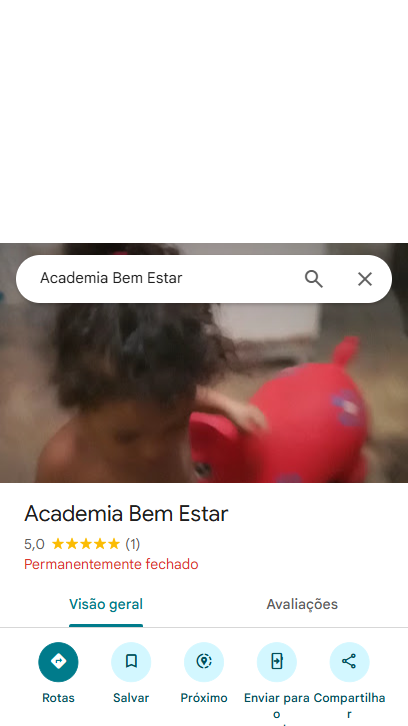 Academia Bem Estar
Academia Bem Estar
5,0 (1)
Permanentemente fechado
Visão geral
Avaliações
Rotas
Salvar
Próximo
Enviar para o
Compartilhar